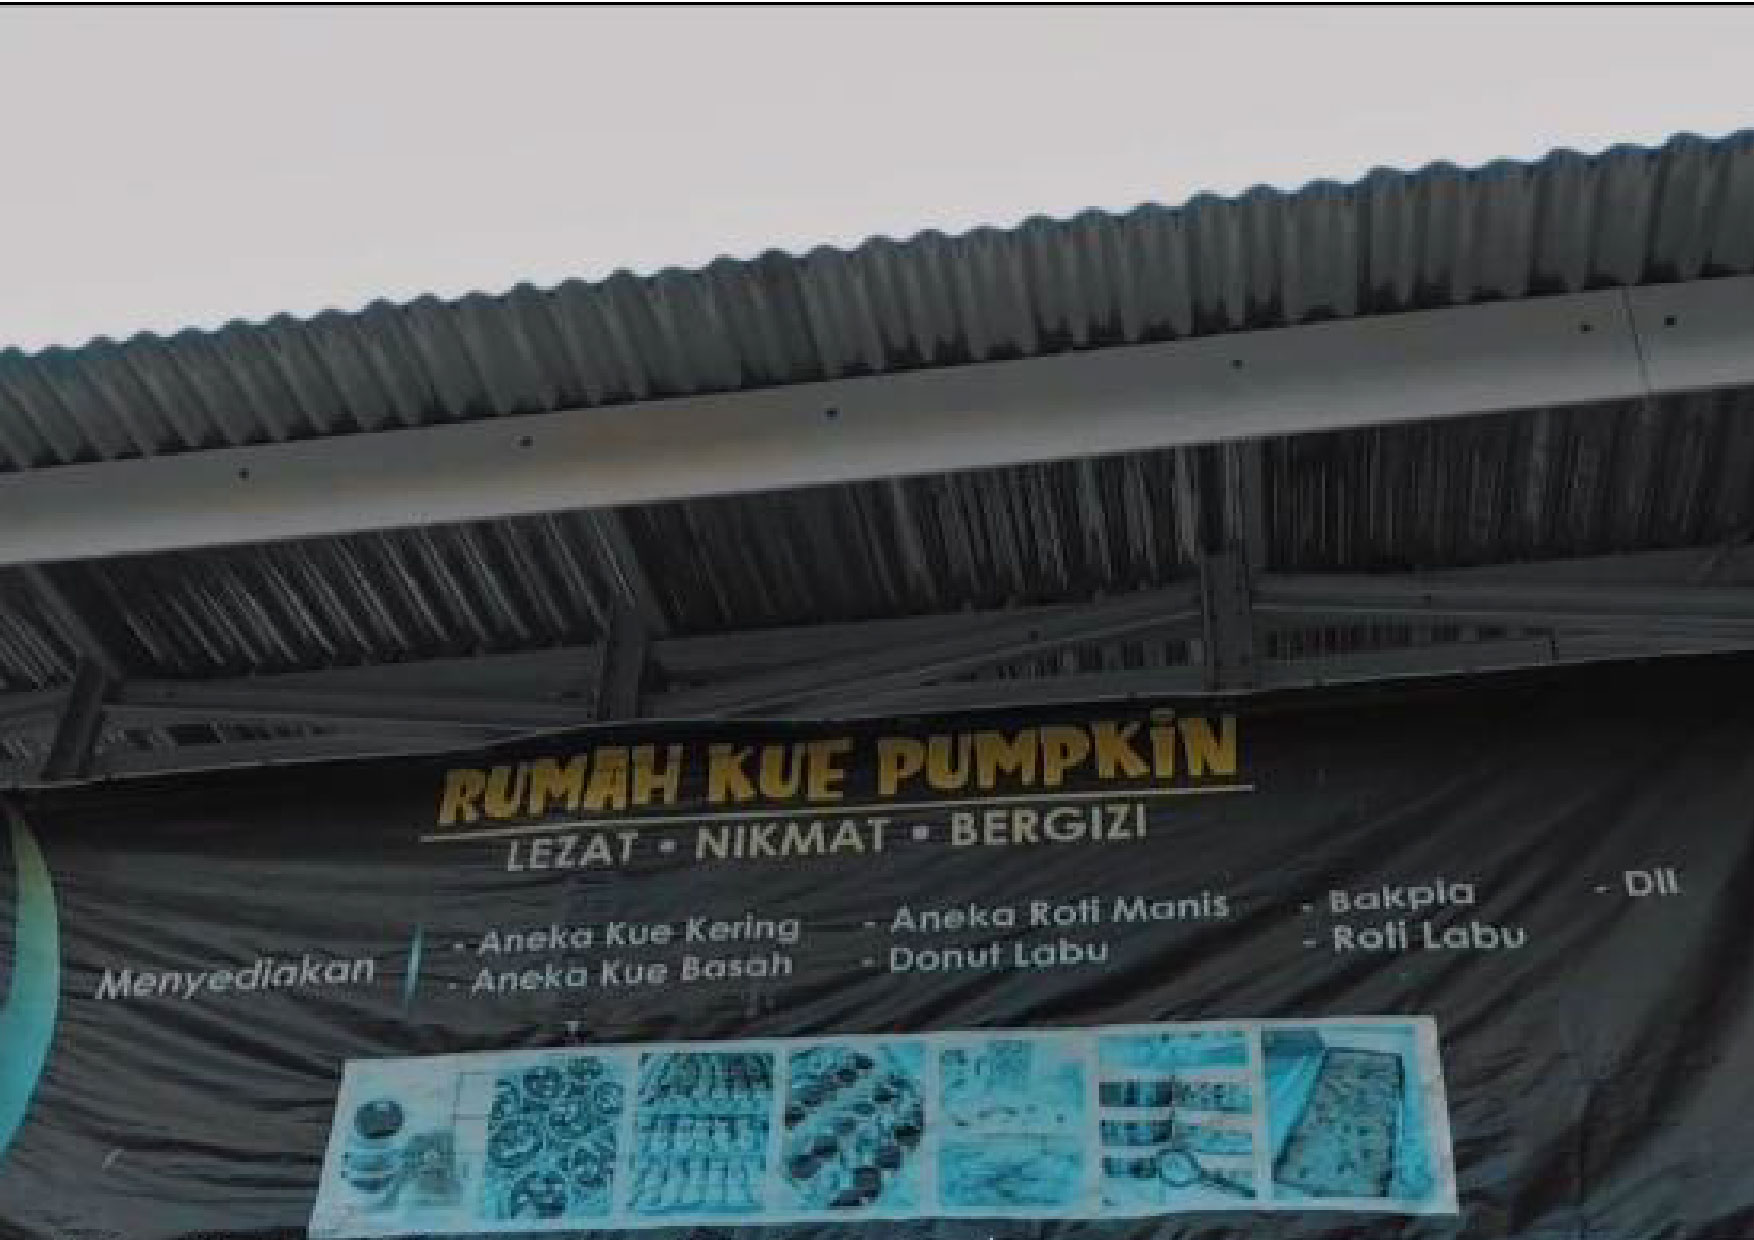 RUMAH KUE PUMPKiN
LEZAT • NIKMAT • BERGIZI
Menyediakan
- Aneka Kue Kering
- Aneka Kue Basah
- Aneka Roti Manis
- Donut Labu
- Bakpia
- Roti Labu
- Dll